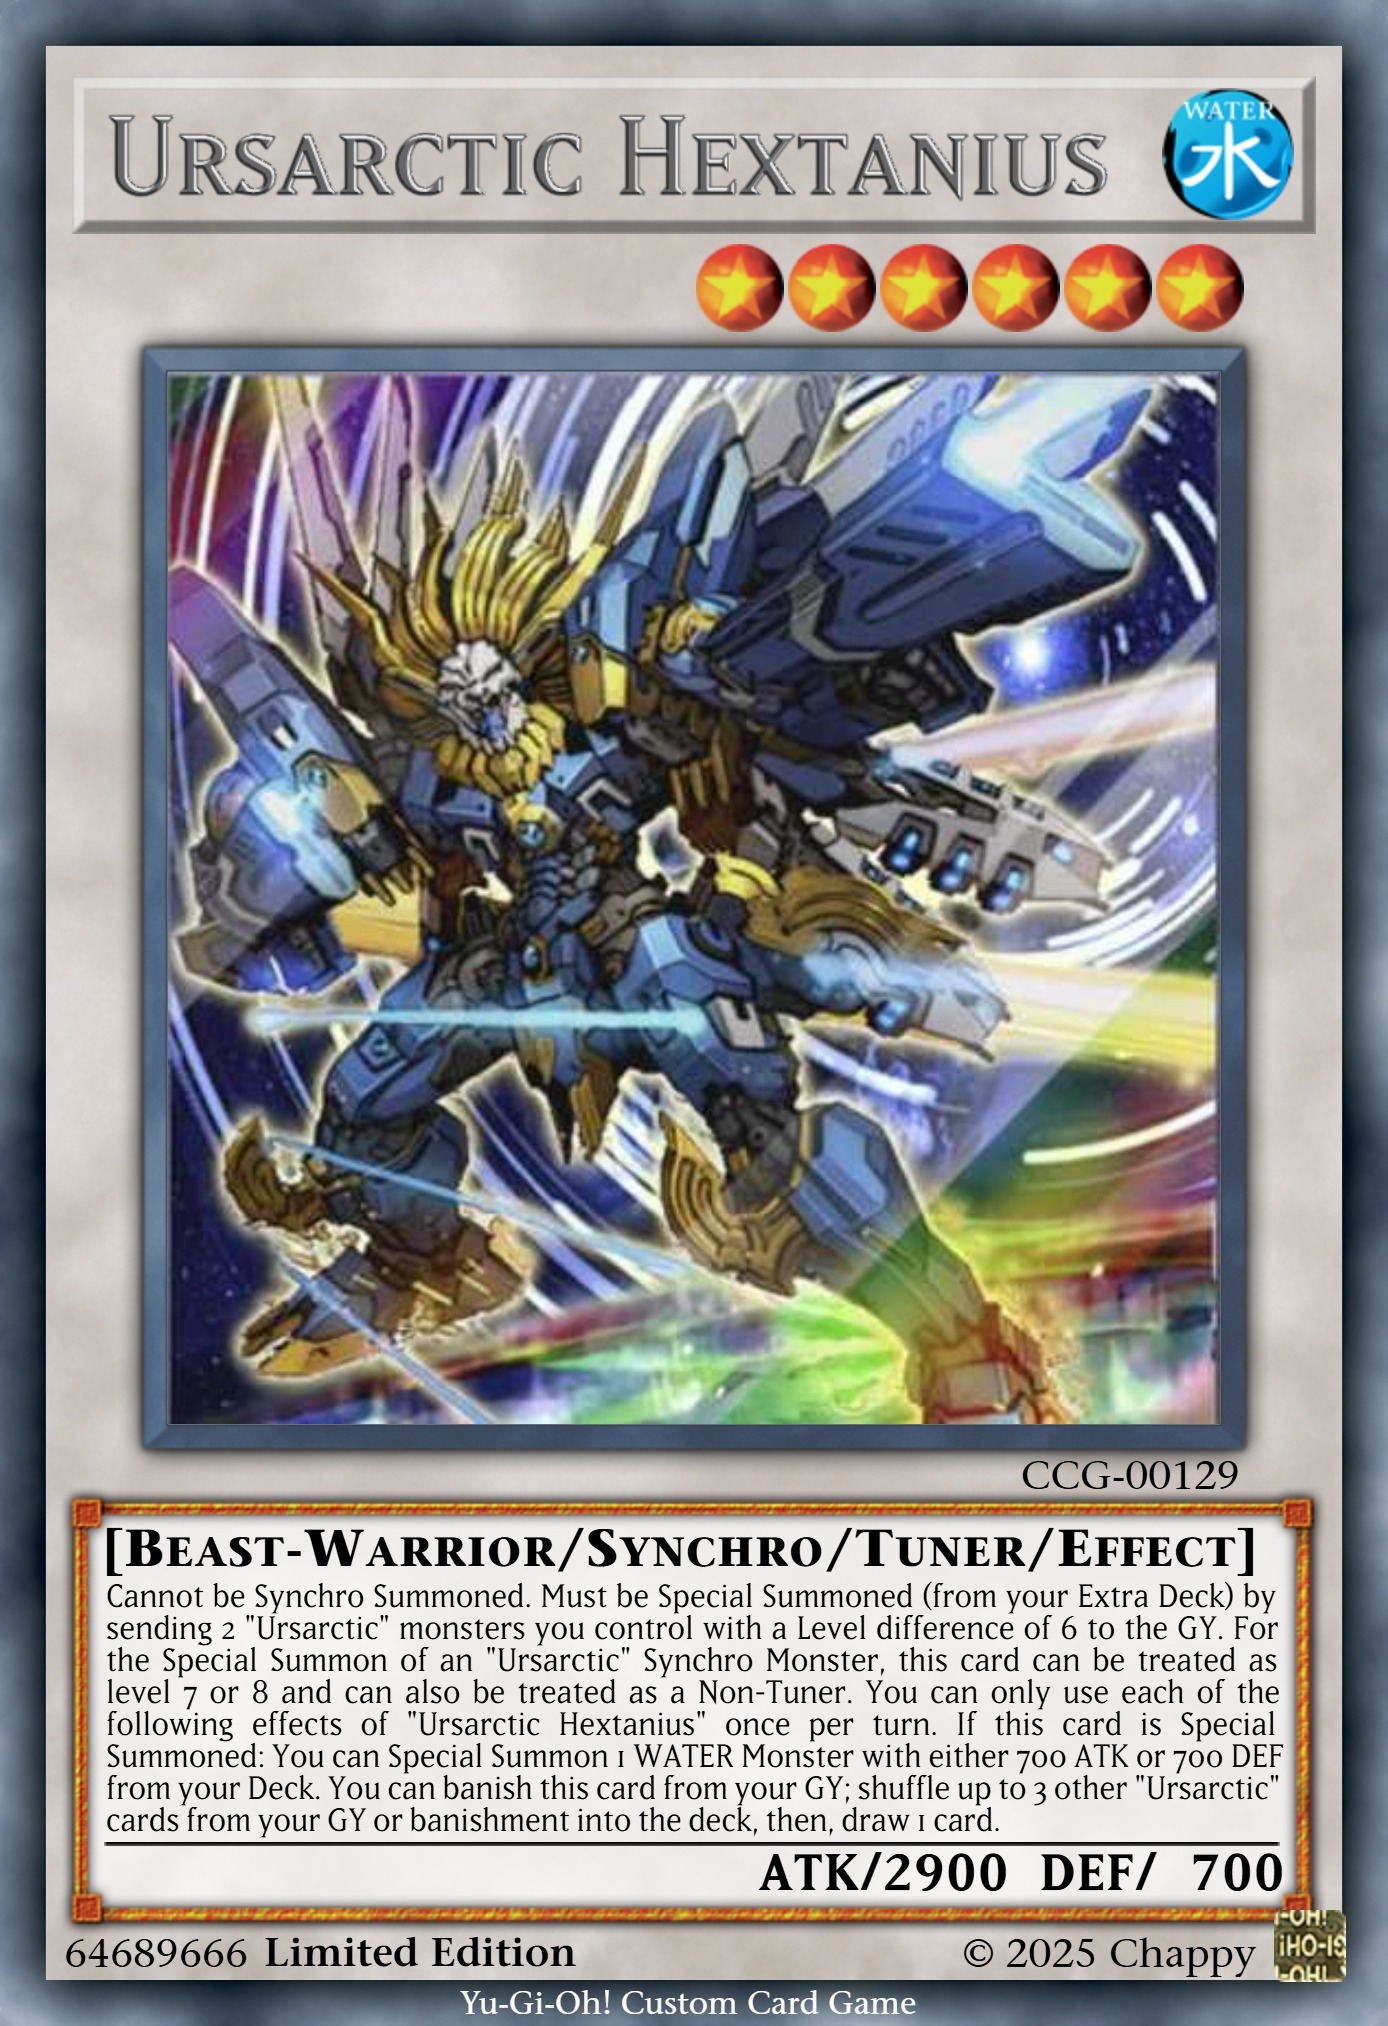 URSARCTIC HEXTANIUS
WATER
水
CCG-00129
[BEAST-WARRIOR/SYNCHRO/TUNER/EFFECT]
Cannot be Synchro Summoned. Must be Special Summoned (from your Extra Deck) by
sending 2 "Ursarctic" monsters you control with a Level difference of 6 to the GY. For
the Special Summon of an "Ursarctic" Synchro Monster, this card can be treated as
level 7 or 8 and can also be treated as a Non-Tuner. You can only use each of the
following effects of "Ursarctic Hextanius" once per turn. If this card is Special
Summoned: You can Special Summon 1 WATER Monster with either 700 ATK or 700 DEF
from your Deck. You can banish this card from your GY; shuffle up to 3 other "Ursarctic"
cards from your GY or banishment into the deck, then, draw 1 card.
ATK/2900 DEF/ 700
64689666 Limited Edition
© 2025 Chappy
Yu-Gi-Oh! Custom Card Game